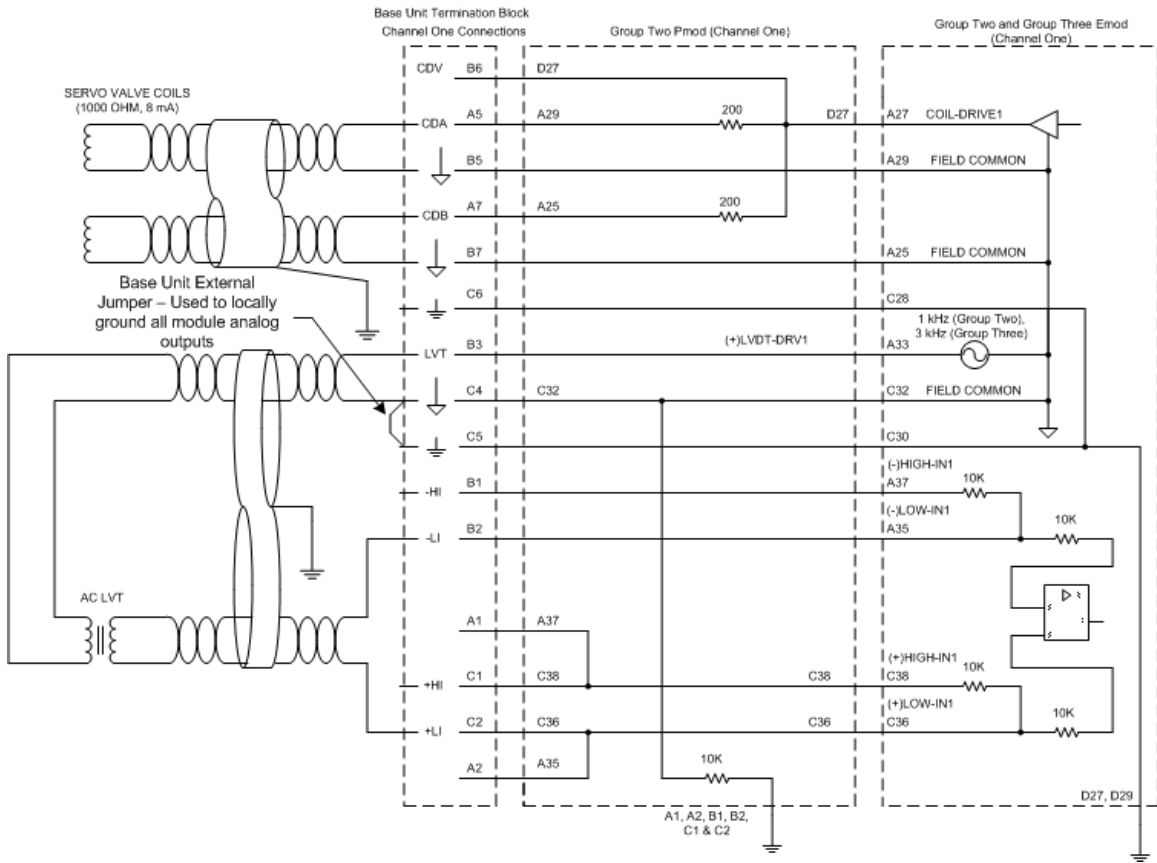 Base Unit Termination Block
Channel One Connections
Group Two Pmod (Channel One)
Group Two and Group Three Emod
(Channel One)
CDV B6 D27
SERVO VALVE COILS
(1000 OHM, 8 mA)
CDA A5 A29 200 D27 A27 COIL-DRIVE1
B5 A29 FIELD COMMON
CDB A7 A25 200
B7 A25 FIELD COMMON
Base Unit External
Jumper – Used to locally
ground all module analog
outputs
C6 C28
1 kHz (Group Two),
3 kHz (Group Three)
LVT B3 (+)LVDT-DRV1 A33
C4 C32 C32 FIELD COMMON
C5 C30
(-)HIGH-IN1
-HI B1 A37 10K
(-)LOW-IN1
-LI B2 A35 10K
AC LVT
A1 A37
(+)HIGH-IN1
+HI C1 C38 C38 C38 10K
(+)LOW-IN1
+LI C2 C36 C36 C36 10K
A2 A35 10K
D27, D29
A1, A2, B1, B2,
C1 & C2